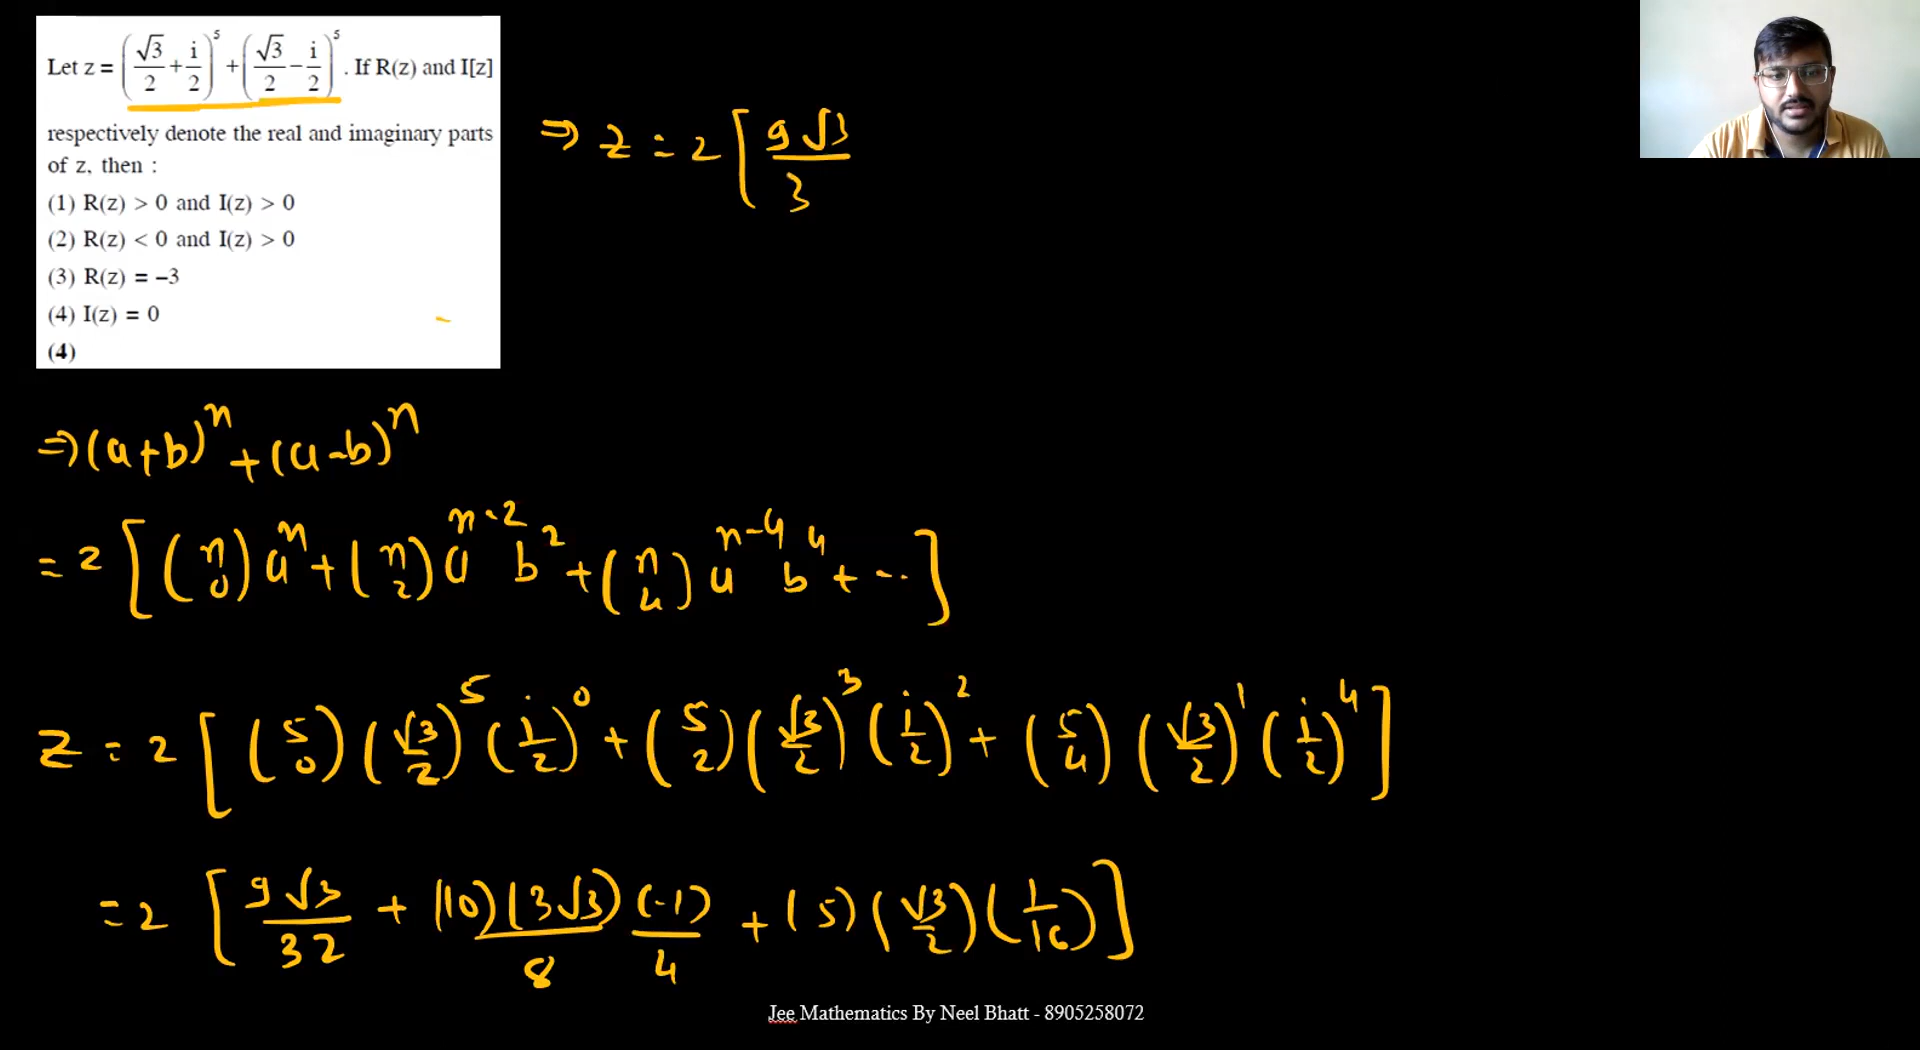 Let z = (√3/2 + i/2)^5 + (√3/2 − i/2)^5 . If R(z) and I[z]
respectively denote the real and imaginary parts
of z, then :
(1) R(z) > 0 and I(z) > 0
(2) R(z) < 0 and I(z) > 0
(3) R(z) = –3
(4) I(z) = 0
(4)
⇒ z = 2 [ 9√3/3
⇒ (a+b)^n + (a-b)^n
= 2 [ (n 0) a^n + (n 2) a^(n-2) b^2 + (n 4) a^(n-4) b^4 + -- ]
z = 2 [ (5 0) (√3/2)^5 (i/2)^0 + (5 2) (√3/2)^3 (i/2)^2 + (5 4) (√3/2)^1 (i/2)^4 ]
= 2 [ 9√3/32 + (10)(3√3)/8 (-1)/4 + (5) (√3/2) (1/16) ]
Jee Mathematics By Neel Bhatt - 8905258072